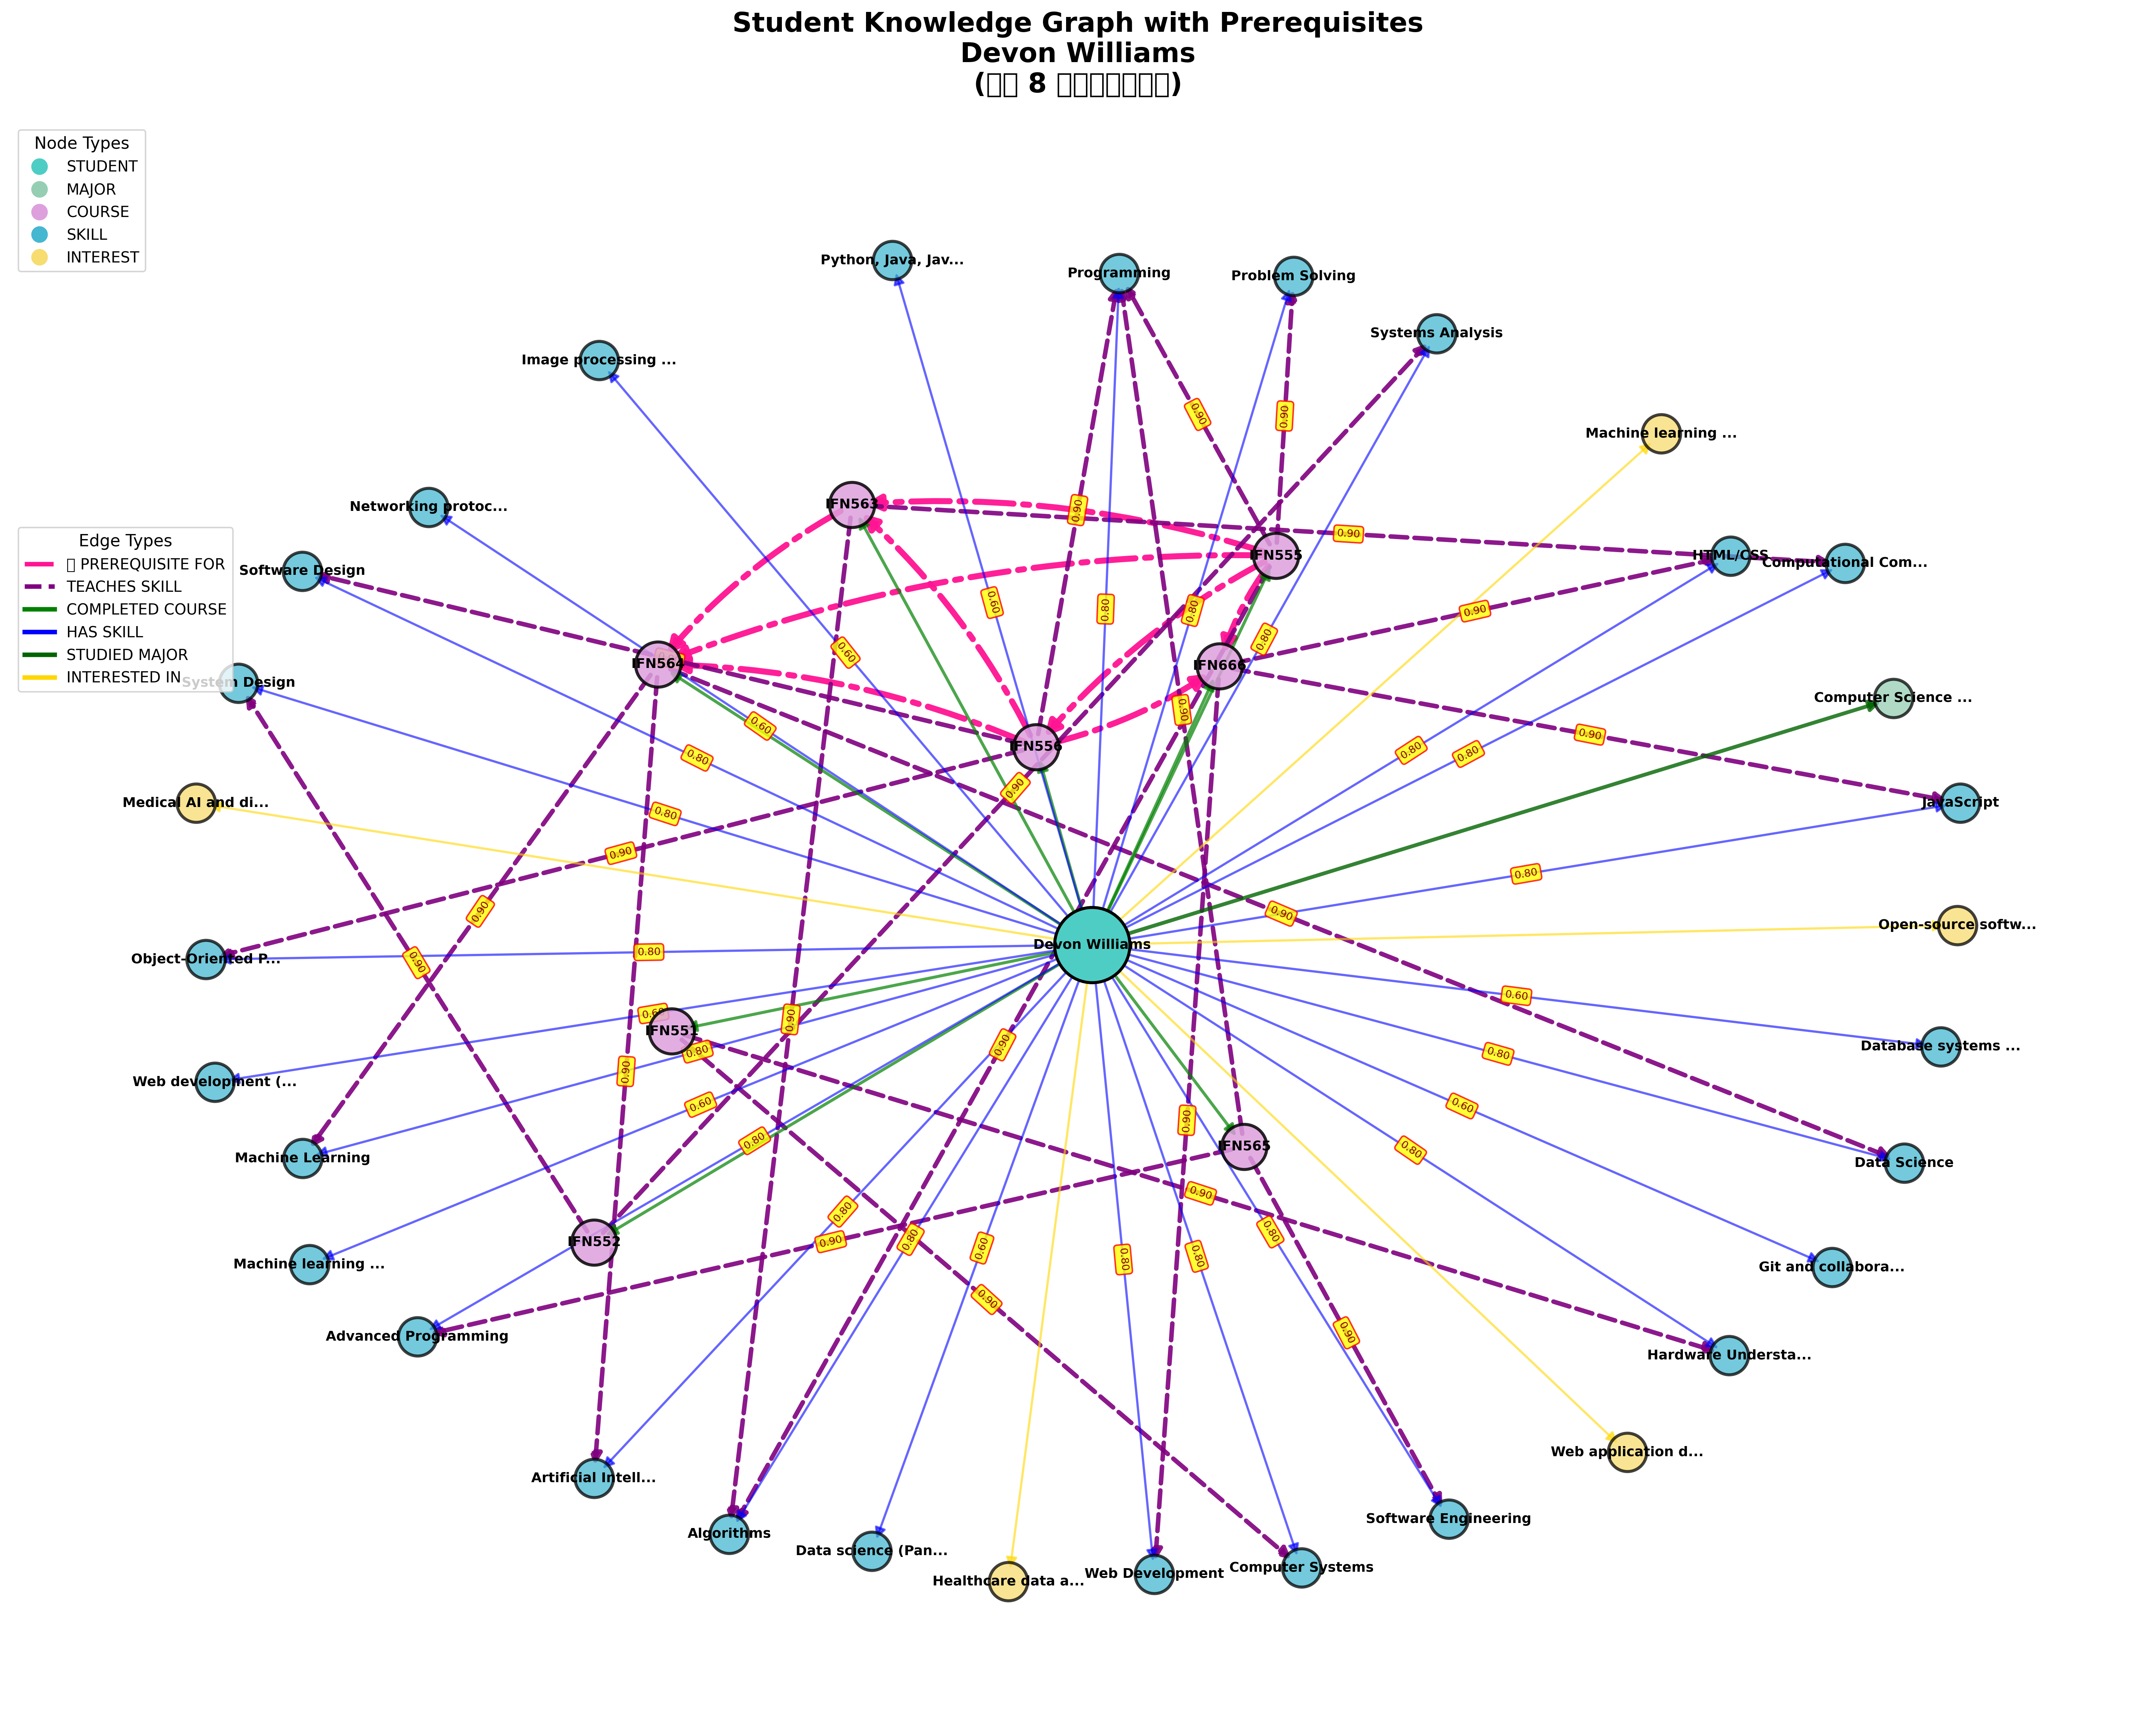 Student Knowledge Graph with Prerequisites
Devon Williams
( 8 )
Node Types
STUDENT
MAJOR
COURSE
SKILL
INTEREST
Python, Java, Jav...
Programming
Problem Solving
Systems Analysis
Image processing ...
Machine learning ...
Networking protoc...
IFN563
Edge Types
PREREQUISITE FOR
TEACHES SKILL
COMPLETED COURSE
HAS SKILL
STUDIED MAJOR
INTERESTED IN
Software Design
IFN555
HTML/CSS
Computational Com...
System Design
IFN564
IFN666
Computer Science ...
IFN556
Medical AI and di...
JavaScript
Devon Williams
Open-source softw...
Object-Oriented P...
IFN551
Database systems ...
Web development (...
Machine Learning
IFN565
Data Science
IFN552
Machine learning ...
Git and collabora...
Advanced Programming
Hardware Understa...
Artificial Intell...
Web application d...
Algorithms
Data science (Pan...
Healthcare data a...
Web Development
Computer Systems
Software Engineering
0.90
0.90
0.90
0.90
0.60
0.80
0.80
0.80
0.60
0.90
0.90
0.90
0.60
0.80
0.80
0.80
0.80
0.90
0.90
0.80
0.90
0.90
0.90
0.80
0.90
0.60
0.60
0.90
0.90
0.80
0.80
0.90
0.60
0.60
0.90
0.80
0.80
0.90
0.80
0.90
0.80
0.80
0.60
0.80
0.80
0.90
0.90